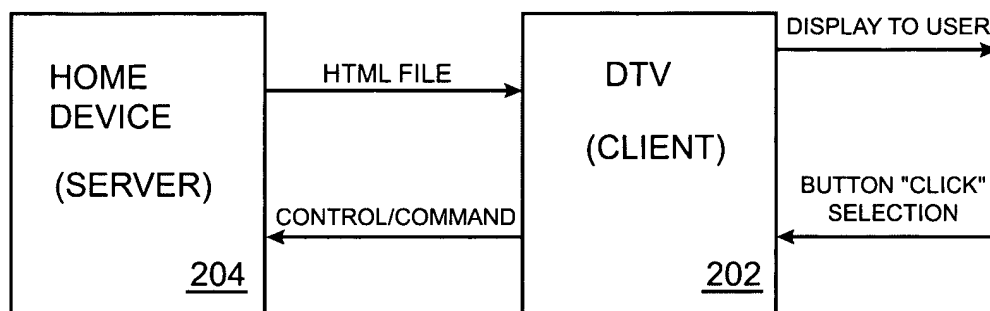 HOME
DEVICE
(SERVER)
204
HTML FILE
CONTROL/COMMAND
DTV
(CLIENT)
202
DISPLAY TO USER
BUTTON "CLICK"
SELECTION